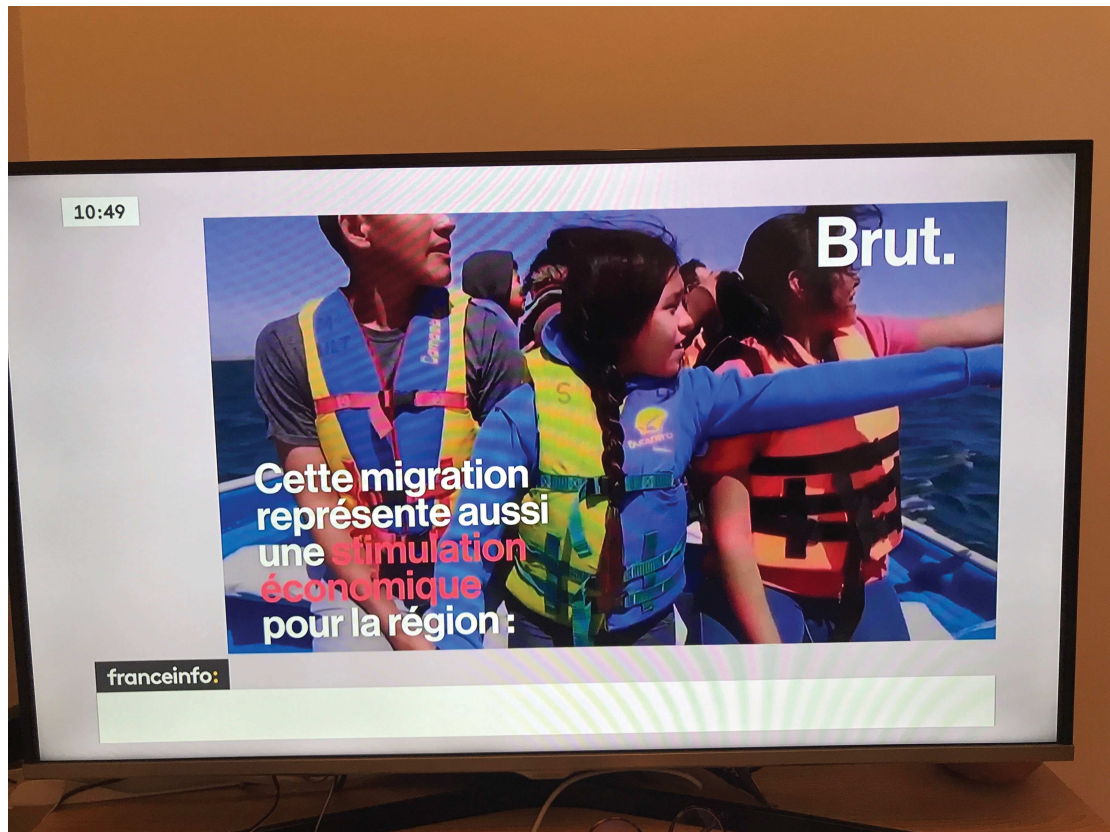 10:49
Brut.
S
Cette migration
représente aussi
une stimulation
économique
pour la région :
franceinfo: